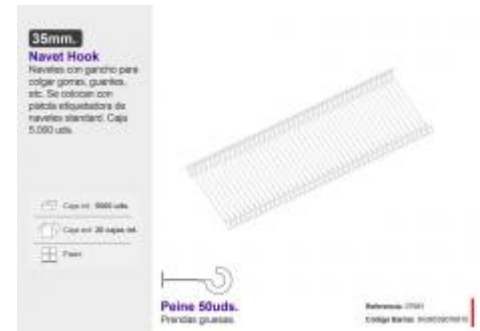 35mm.
Navet Hook
Navetes con gancho para
colgar gorras, guantes,
etc. Se colocan con
pistola etiquetadora de
navetes standard. Caja
5.000 uds.
Caja int. 5000 uds.
Caja ext. 20 cajas int.
Peine 50uds.
Prendas gruesas.
Referencia:
Código Barras: